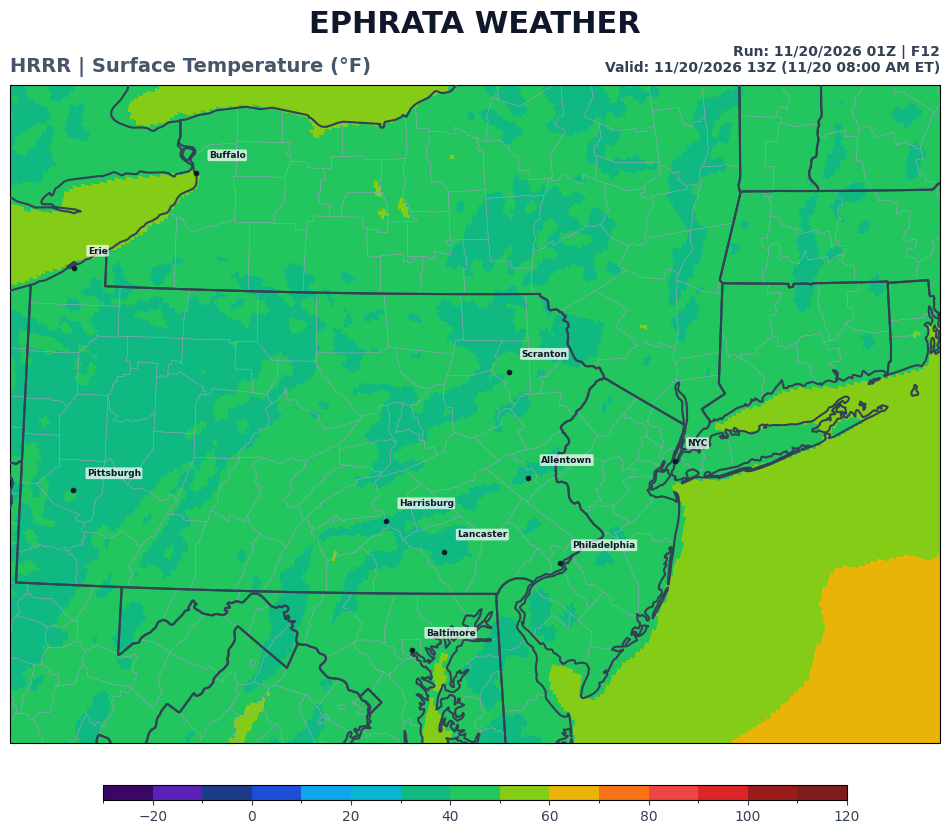 EPHRATA WEATHER
HRRR | Surface Temperature (°F)
Run: 11/20/2026 01Z | F12
Valid: 11/20/2026 13Z (11/20 08:00 AM ET)
Buffalo
Erie
Scranton
NYC
Allentown
Pittsburgh
Harrisburg
Lancaster
Philadelphia
Baltimore
−20 0 20 40 60 80 100 120